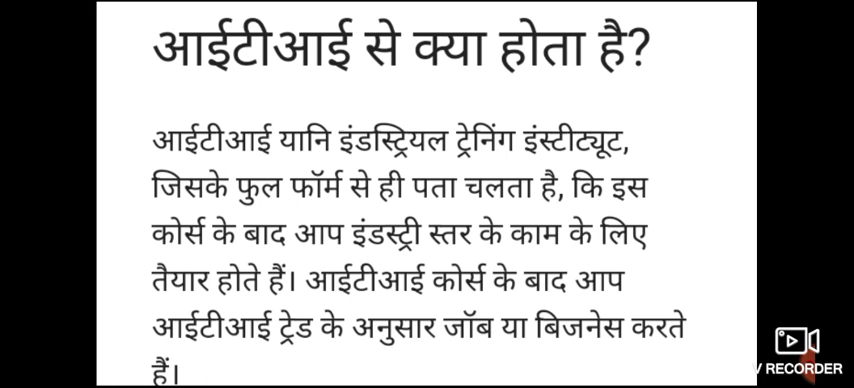 आईटीआई से क्या होता है?
आईटीआई यानि इंडस्ट्रियल ट्रेनिंग इंस्टीट्यूट,
जिसके फुल फॉर्म से ही पता चलता है, कि इस
कोर्स के बाद आप इंडस्ट्री स्तर के काम के लिए
तैयार होते हैं। आईटीआई कोर्स के बाद आप
आईटीआई ट्रेड के अनुसार जॉब या बिजनेस करते
हैं।
V RECORDER